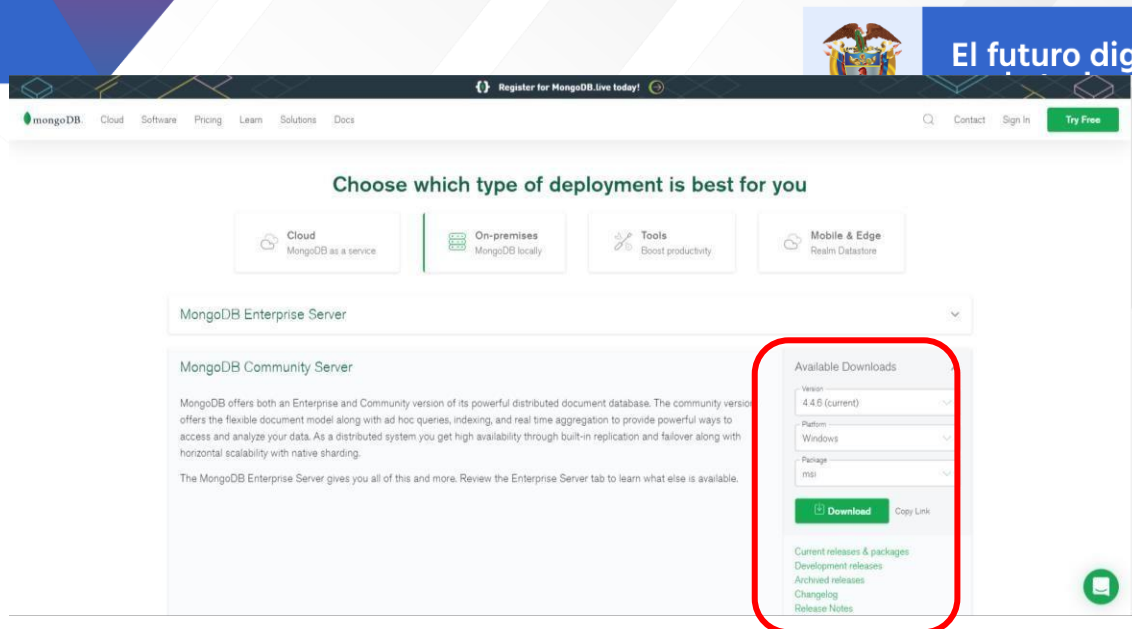 El futuro dig
Register for MongoDB.live today!
mongoDB. Cloud Software Pricing Learn Solutions Docs Contact Sign In Try Free
Choose which type of deployment is best for you
Cloud
MongoDB as a service
On-premises
MongoDB locally
Tools
Boost productivity
Mobile & Edge
Realm Datastore
MongoDB Enterprise Server
MongoDB Community Server
MongoDB offers both an Enterprise and Community version of its powerful distributed document database. The community version
offers the flexible document model along with ad hoc queries, indexing, and real time aggregation to provide powerful ways to
access and analyze your data. As a distributed system you get high availability through built-in replication and failover along with
horizontal scalability with native sharding.
The MongoDB Enterprise Server gives you all of this and more. Review the Enterprise Server tab to learn what else is available.
Available Downloads
Version
4.4.6 (current)
Platform
Windows
Package
msi
Download Copy Link
Current releases & packages
Development releases
Archived releases
Changelog
Release Notes